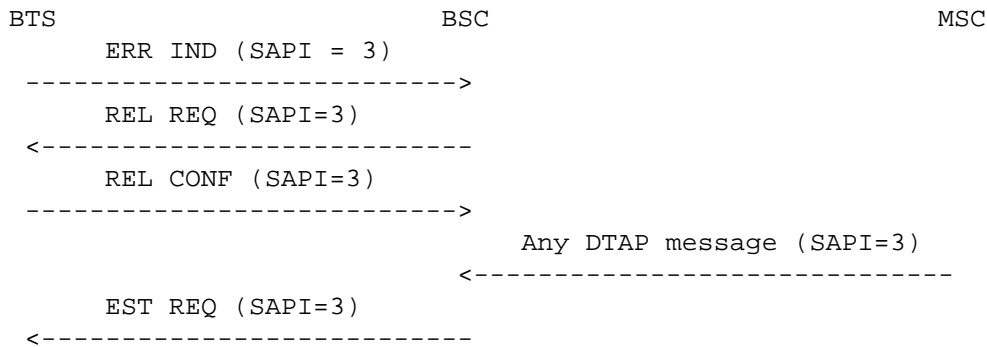 BTS BSC MSC
ERR IND (SAPI = 3)
--------------------------->
REL REQ (SAPI=3)
<---------------------------
REL CONF (SAPI=3)
--------------------------->
Any DTAP message (SAPI=3)
<------------------------------
EST REQ (SAPI=3)
<---------------------------